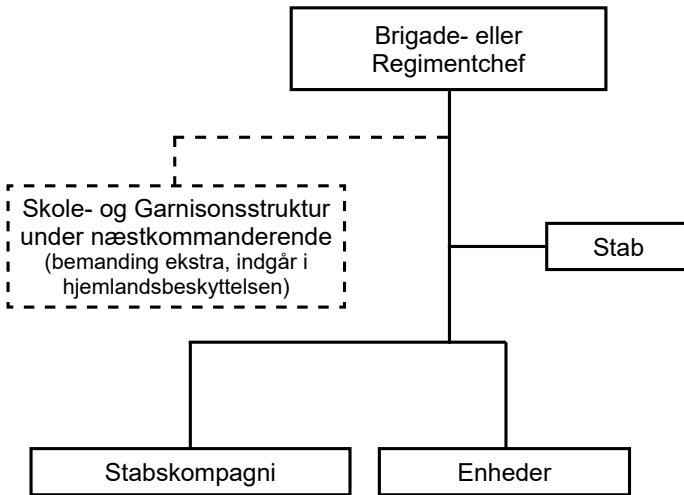 Brigade- eller
Regimentchef
Skole- og Garnisonsstruktur
under næstkommanderende
(bemanding ekstra, indgår i
hjemlandsbeskyttelsen)
Stab
Stabskompagni
Enheder